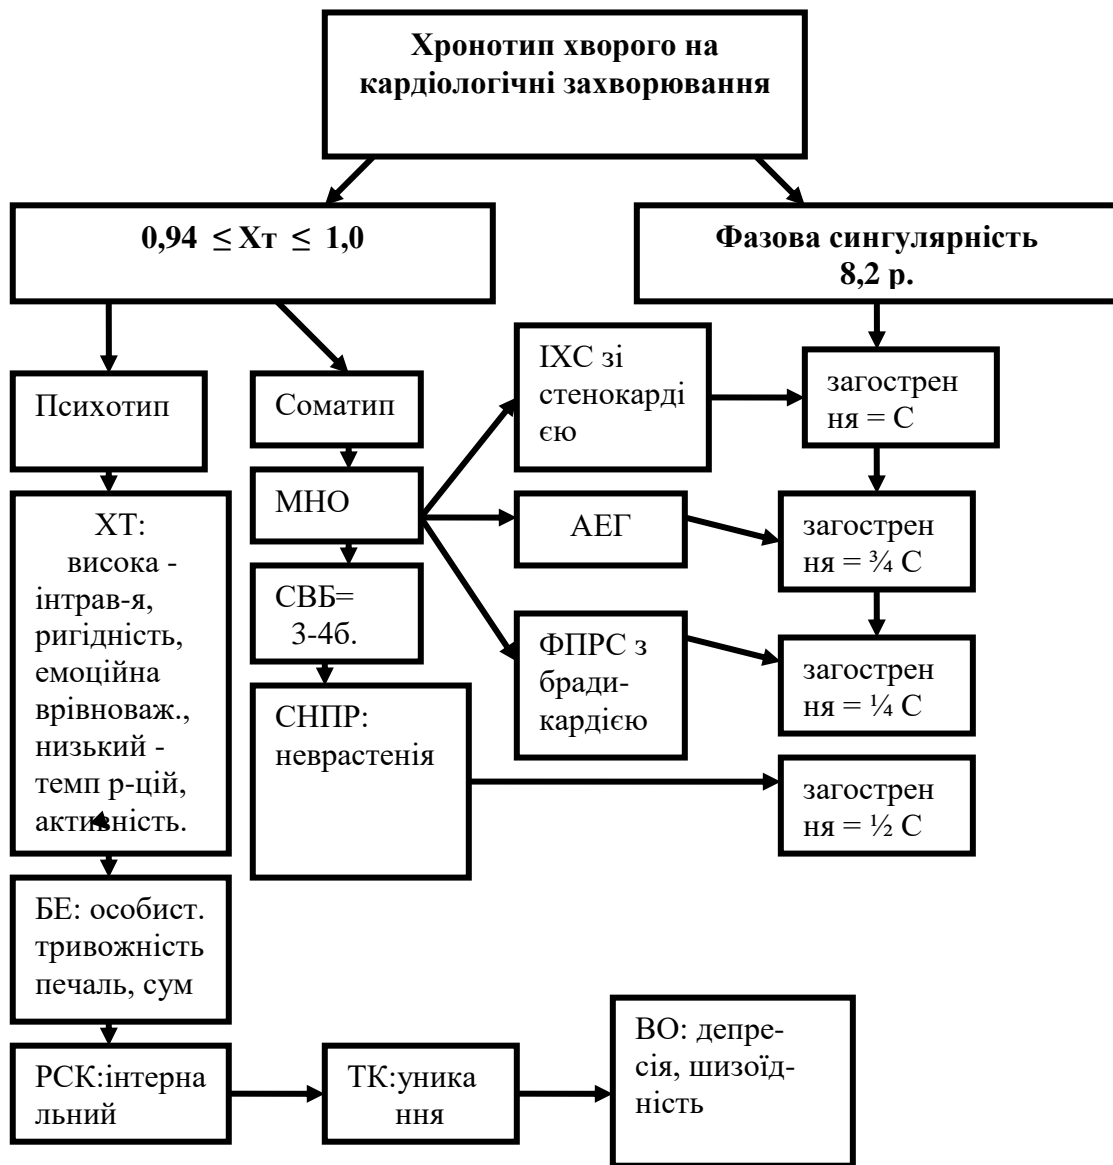 Хронотип хворого на
кардіологічні захворювання
0,94 ≤ Хт ≤ 1,0
Фазова сингулярність
8,2 р.
Психотип
Соматип
ІХС зі
стенокарді
єю
загострен
ня = С
МНО
АЕГ
загострен
ня = ¾ С
ХТ:
висока -
інтрав-я,
ригідність,
емоційна
врівноваж.,
низький -
темп р-цій,
активність.
СВБ=
3-4б.
ФПРС з
бради-
кардією
загострен
ня = ¼ С
СНПР:
неврастенія
загострен
ня = ½ С
БЕ: особист.
тривожність
печаль, сум
РСК:інтерна
льний
ТК:уника
ння
ВО: депре-
сія, шизоїд-
ність